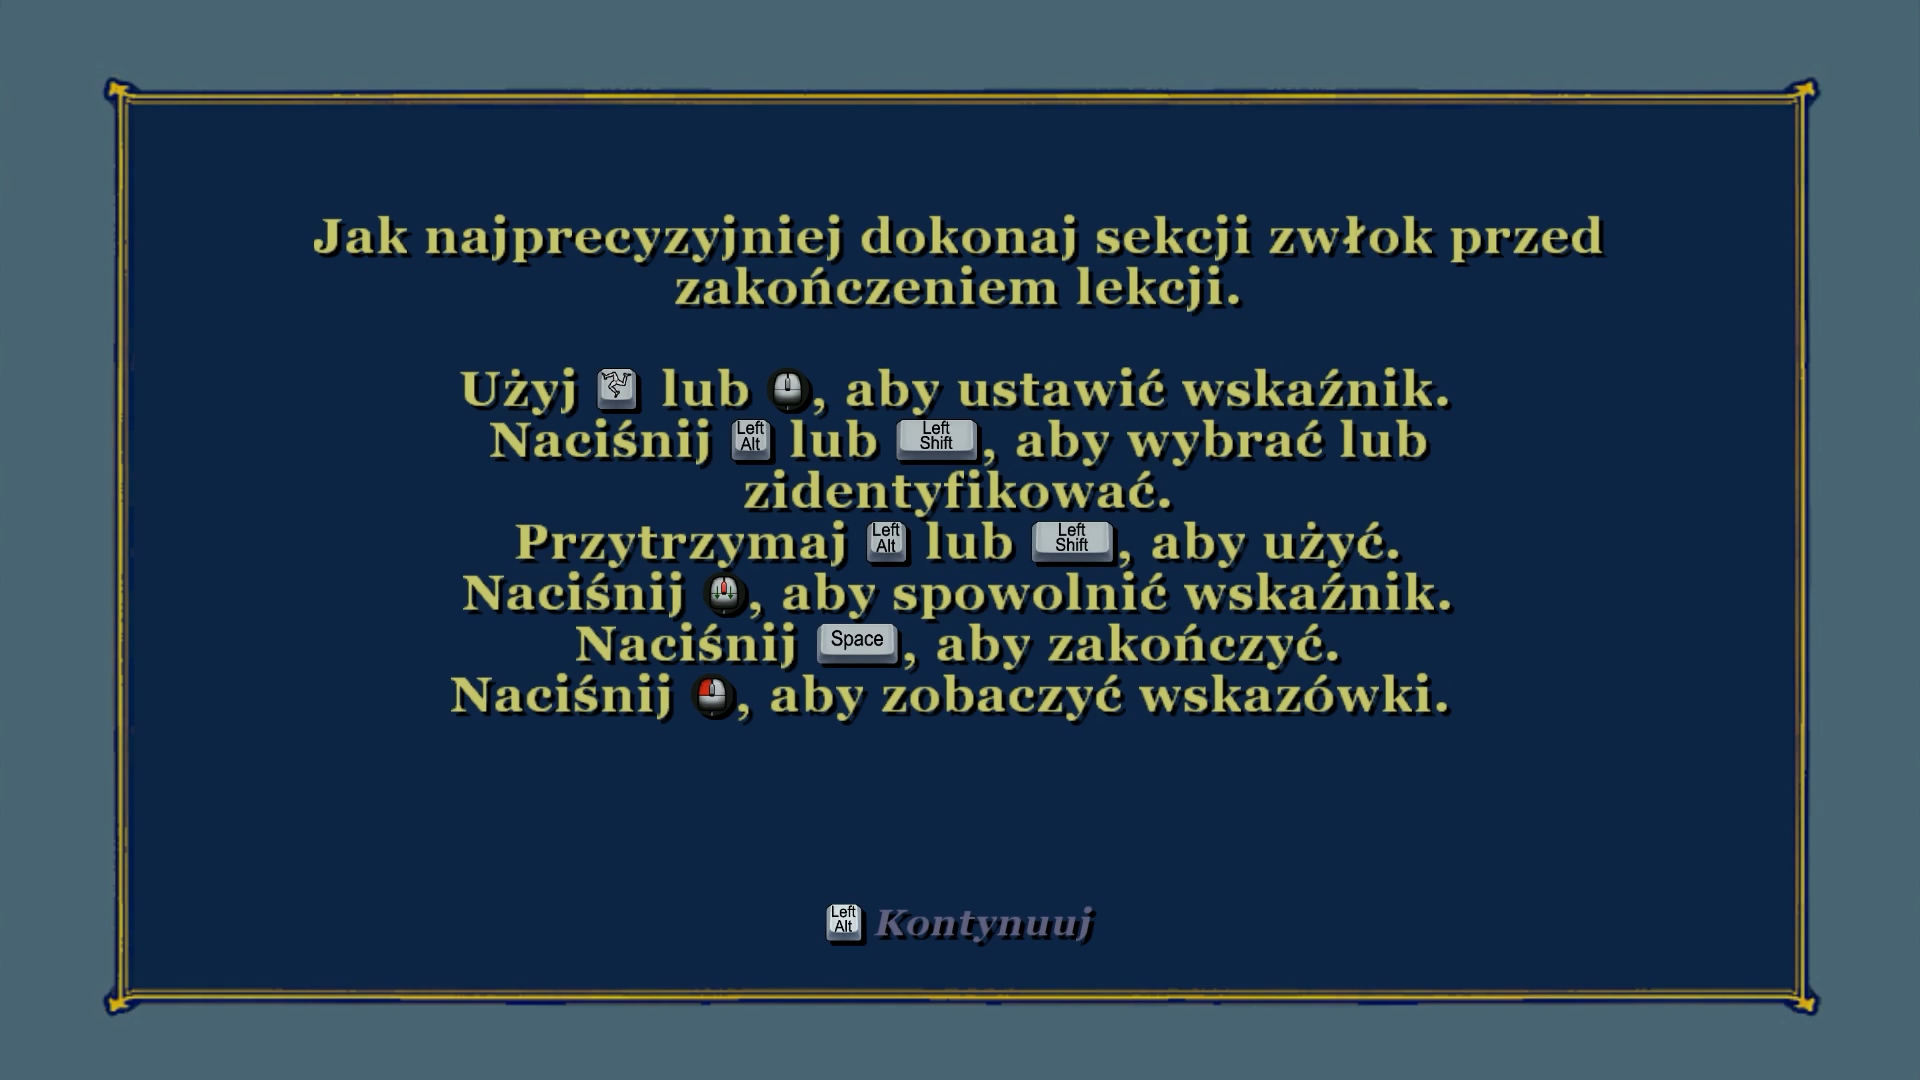 Jak najprecyzyjniej dokonaj sekcji zwłok przed
zakończeniem lekcji.
Użyj lub , aby ustawić wskaźnik.
Naciśnij Left Alt lub Left Shift, aby wybrać lub
zidentyfikować.
Przytrzymaj Left Alt lub Left Shift, aby użyć.
Naciśnij , aby spowolnić wskaźnik.
Naciśnij Space, aby zakończyć.
Naciśnij , aby zobaczyć wskazówki.
Left Alt Kontynuuj